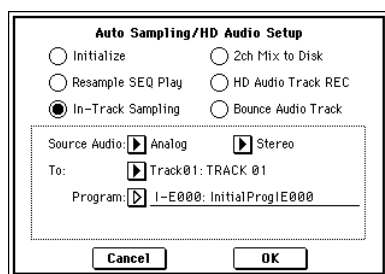 Auto Sampling/HD Audio Setup
Initialize
2ch Mix to Disk
Resample SEQ Play
HD Audio Track REC
In-Track Sampling
Bounce Audio Track
Source Audio: Analog Stereo
To: Track01: TRACK 01
Program: I-E000: InitialProgIE000
Cancel OK